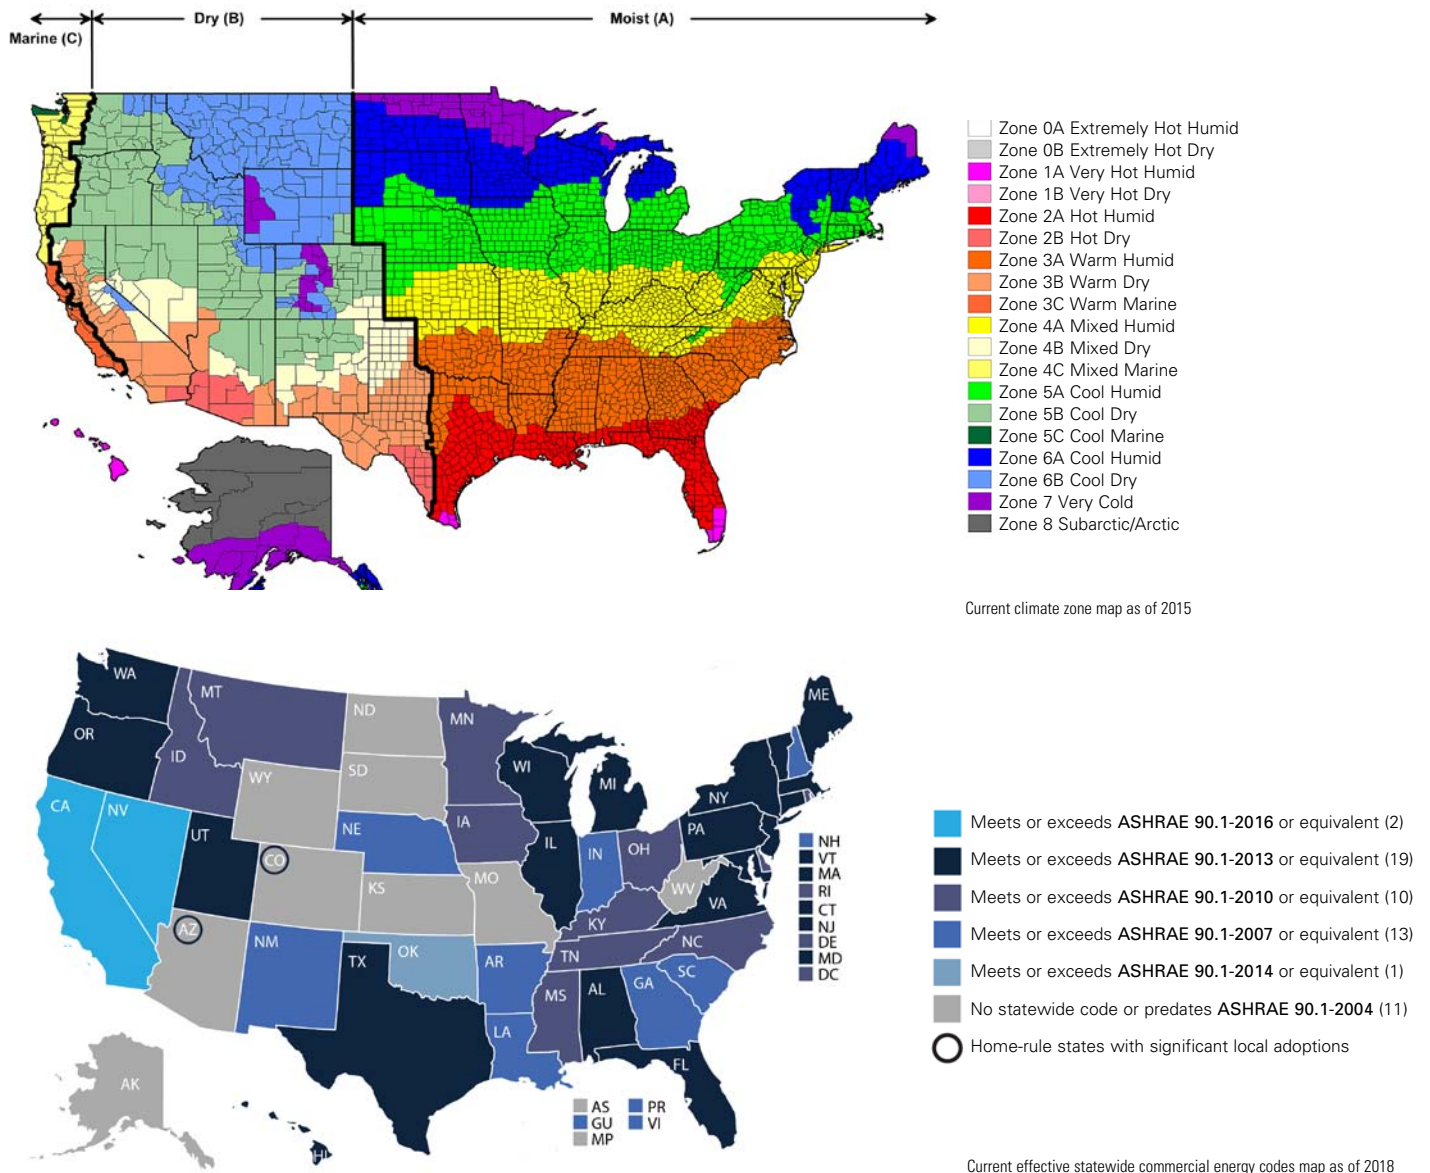 Marine (C)
Dry (B)
Moist (A)
Zone 0A Extremely Hot Humid
Zone 0B Extremely Hot Dry
Zone 1A Very Hot Humid
Zone 1B Very Hot Dry
Zone 2A Hot Humid
Zone 2B Hot Dry
Zone 3A Warm Humid
Zone 3B Warm Dry
Zone 3C Warm Marine
Zone 4A Mixed Humid
Zone 4B Mixed Dry
Zone 4C Mixed Marine
Zone 5A Cool Humid
Zone 5B Cool Dry
Zone 5C Cool Marine
Zone 6A Cool Humid
Zone 6B Cool Dry
Zone 7 Very Cold
Zone 8 Subarctic/Arctic
Current climate zone map as of 2015
WA
MT
ND
MN
ME
OR
ID
WY
SD
WI
MI
NY
CA
NV
UT
NE
IA
IL
IN
OH
PA
CO
KS
MO
WV
VA
KY
AZ
NM
TX
OK
AR
TN
NC
SC
MS
AL
GA
LA
FL
AK
HI
NH
VT
MA
RI
CT
NJ
DE
MD
DC
AS
GU
MP
PR
VI
Meets or exceeds ASHRAE 90.1-2016 or equivalent (2)
Meets or exceeds ASHRAE 90.1-2013 or equivalent (19)
Meets or exceeds ASHRAE 90.1-2010 or equivalent (10)
Meets or exceeds ASHRAE 90.1-2007 or equivalent (13)
Meets or exceeds ASHRAE 90.1-2014 or equivalent (1)
No statewide code or predates ASHRAE 90.1-2004 (11)
Home-rule states with significant local adoptions
Current effective statewide commercial energy codes map as of 2018